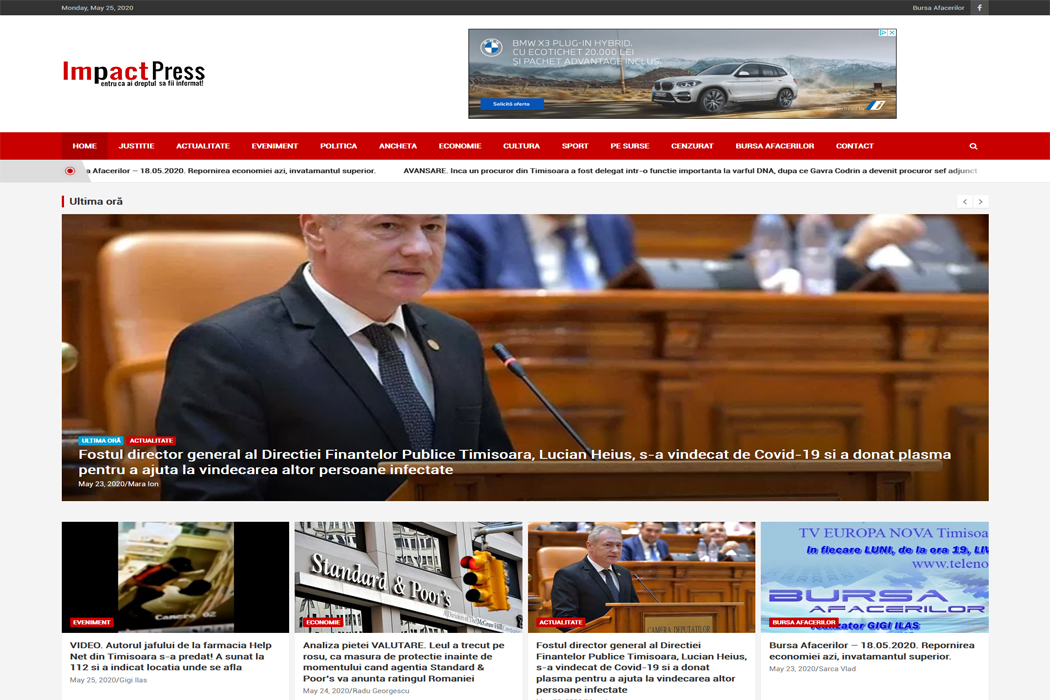 Monday, May 25, 2020
Bursa Afacerilor
ImpactPress
entru ca ai dreptul sa fii informat!
BMW X3 PLUG-IN HYBRID.
CU ECOTICHET 20.000 LEI
ȘI PACHET ADVANTAGE INCLUS.
Solicită oferta
HOME JUSTITIE ACTUALITATE EVENIMENT POLITICA ANCHETA ECONOMIE CULTURA SPORT PE SURSE CENZURAT BURSA AFACERILOR CONTACT
a Afacerilor – 18.05.2020. Repornirea economiei azi, invatamantul superior. AVANSARE. Inca un procuror din Timisoara a fost delegat intr-o functie importanta la varful DNA, dupa ce Gavra Codrin a devenit procuror sef adjunct
Ultima oră
ULTIMA ORĂ ACTUALITATE
Fostul director general al Directiei Finantelor Publice Timisoara, Lucian Heius, s-a vindecat de Covid-19 si a donat plasma
pentru a ajuta la vindecarea altor persoane infectate
May 23, 2020/Mara Ion
Camera 02
EVENIMENT
VIDEO. Autorul jafului de la farmacia Help
Net din Timisoara s-a predat! A sunat la
112 si a indicat locatia unde se afla
May 25, 2020/Gigi Ilas
Standard & Poor's
ECONOMIE
Analiza pietei VALUTARE. Leul a trecut pe
rosu, ca masura de protectie inainte de
momentului cand agentia Standard &
Poor's va anunta ratingul Romaniei
May 24, 2020/Radu Georgescu
CAMERA DEPUTATILOR
ACTUALITATE
Fostul director general al Directiei
Finantelor Publice Timisoara, Lucian Heius,
s-a vindecat de Covid-19 si a donat
plasma pentru a ajuta la vindecarea altor
persoane infectate
TV EUROPA NOVA Timisoa
In fiecare LUNI, de la ora 19, LIV
www.teleno
BURSA
AFACERILOR
GIGI ILAS
BURSA AFACERILOR
Bursa Afacerilor – 18.05.2020. Repornirea
economiei azi, invatamantul superior.
May 23, 2020/Sarca Vlad